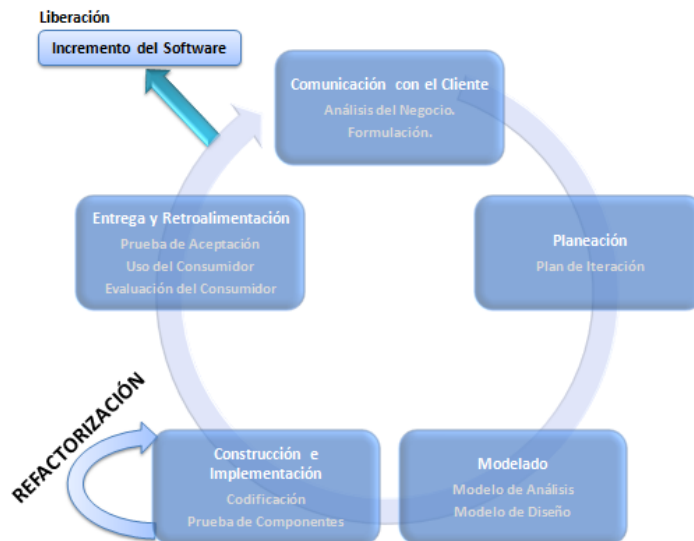 Liberación
Incremento del Software
Comunicación con el Cliente
Análisis del Negocio.
Formulación.
Entrega y Retroalimentación
Prueba de Aceptación
Uso del Consumidor
Evaluación del Consumidor
Planeación
Plan de Iteración
REFACTORIZACIÓN
Construcción e
Implementación
Codificación
Prueba de Componentes
Modelado
Modelo de Análisis
Modelo de Diseño